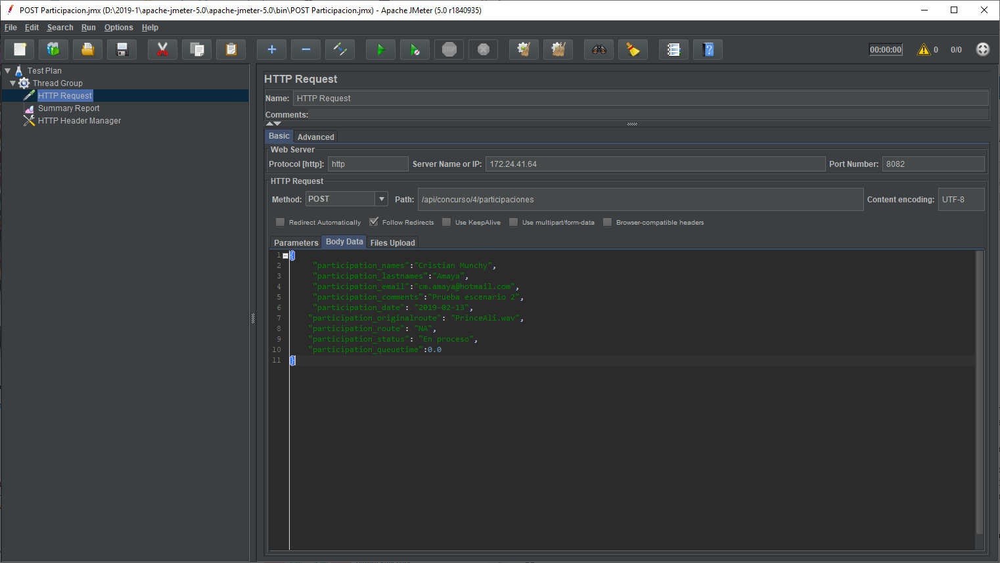 POST Participacion.jmx (D:\2019-1\apache-jmeter-5.0\apache-jmeter-5.0\bin\POST Participacion.jmx) - Apache JMeter (5.0 r1840935)
File Edit Search Run Options Help
STOP 00:00:00 0 0/0
Test Plan
Thread Group
HTTP Request
Summary Report
HTTP Header Manager
HTTP Request
Name: HTTP Request
Comments:
Basic Advanced
Web Server
Protocol [http]: http Server Name or IP: 172.24.41.64 Port Number: 8082
HTTP Request
Method: POST Path: /api/concurso/4/participaciones Content encoding: UTF-8
Redirect Automatically Follow Redirects Use KeepAlive Use multipart/form-data Browser-compatible headers
Parameters Body Data Files Upload
1 {
2 "participation_names":"Cristian Munchy",
3 "participation_lastnames":"Amaya",
4 "participation_email":"cm.amaya@hotmail.com",
5 "participation_comments":"Prueba escenario 2",
6 "participation_date": "2019-02-13",
7 "participation_originalroute": "PrinceAli.wav",
8 "participation_route": "NA",
9 "participation_status": "En proceso",
10 "participation_queuetime":0.0
11 }